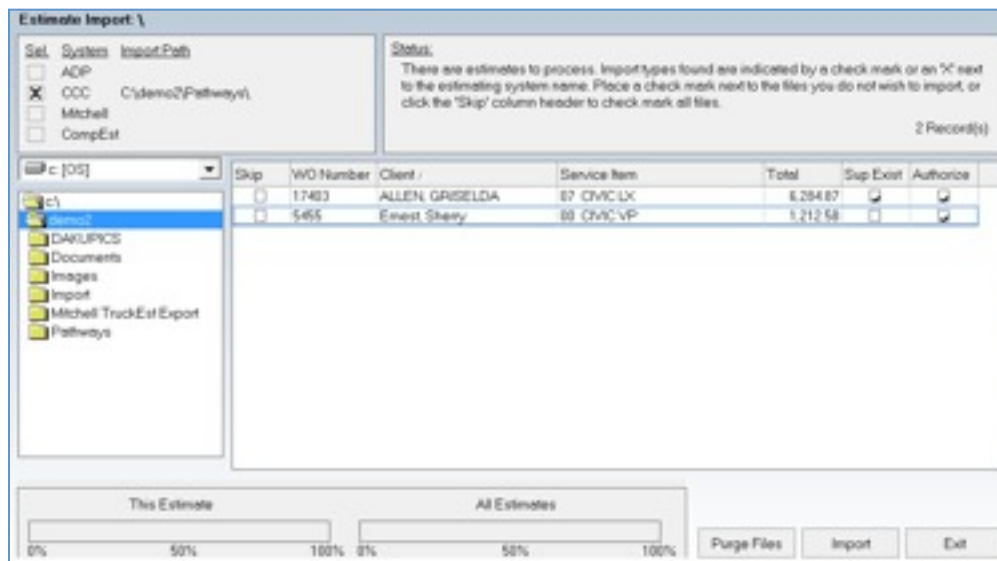 Estimate Import: \
Sel. System Import Path
ADP
CCC C:\demo2\Pathways\
Mitchell
CompEst
Status:
There are estimates to process. Import types found are indicated by a check mark or an 'X' next
to the estimating system name. Place a check mark next to the files you do not wish to import, or
click the 'Skip' column header to check mark all files.
2 Record(s)
c: [OS]
c:\
demo2
DAKUPICS
Documents
Images
Import
Mitchell TruckEst Export
Pathways
Skip WO Number Client / Service Item Total Sup Exist Authorize
17403 ALLEN, GRISELDA 07 CIVIC LX 6,284.87
5455 Ernest, Sherry CIVIC VP 1,212.58
This Estimate All Estimates
0% 50% 100% 0% 50% 100%
Purge Files Import Exit